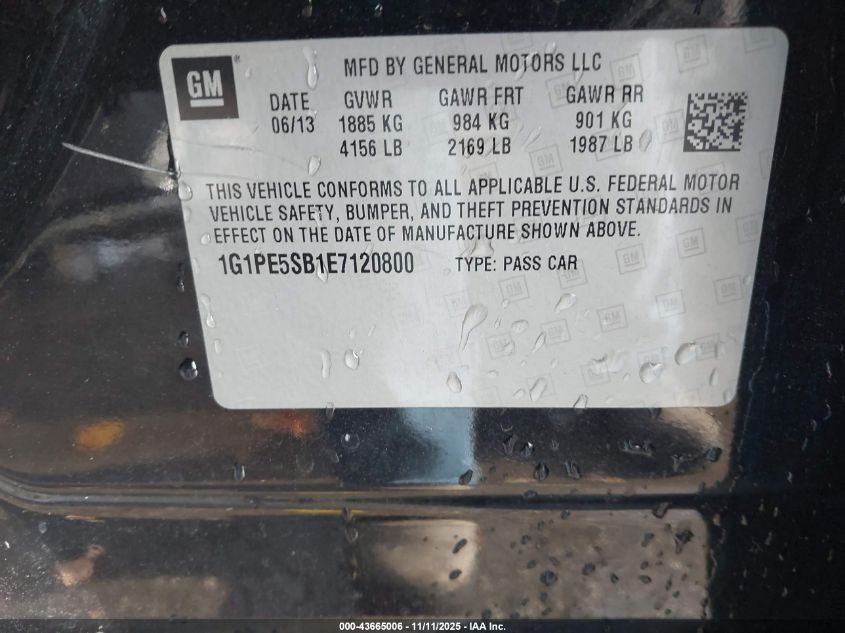 GM ®
MFD BY GENERAL MOTORS LLC
DATE GVWR GAWR FRT GAWR RR
06/13 1885 KG 984 KG 901 KG
4156 LB 2169 LB 1987 LB
THIS VEHICLE CONFORMS TO ALL APPLICABLE U.S. FEDERAL MOTOR
VEHICLE SAFETY, BUMPER, AND THEFT PREVENTION STANDARDS IN
EFFECT ON THE DATE OF MANUFACTURE SHOWN ABOVE.
1G1PE5SB1E7120800 TYPE: PASS CAR
000-43665006 - 11/11/2025 - IAA Inc.